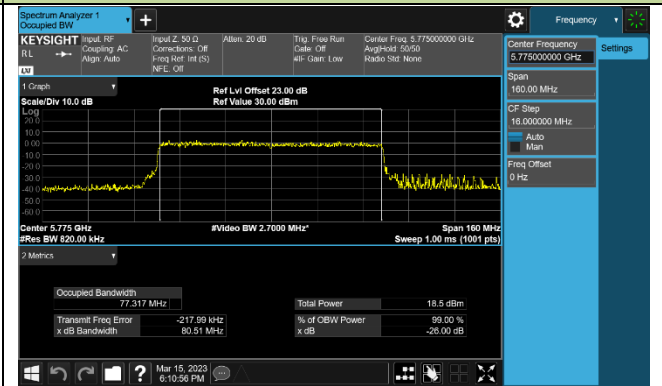 Spectrum Analyzer 1
Occupied BW
Frequency
KEYSIGHT
Input: RF
Input Z: 50 Ω
Atten: 20 dB
Trig: Free Run
Center Freq: 5.775000000 GHz
RL
Coupling: AC
Corrections: Off
Gate: Off
Avg|Hold: 50/50
Align: Auto
Freq Ref: Int (S)
#IF Gain: Low
Radio Std: None
LXI
NFE: Off
Center Frequency
5.775000000 GHz
Settings
Span
160.00 MHz
CF Step
16.000000 MHz
Auto
Man
Freq Offset
0 Hz
1 Graph
Ref Lvl Offset 23.00 dB
Scale/Div 10.0 dB
Ref Value 30.00 dBm
Log
20.0
10.0
0.00
-10.0
-20.0
-30.0
-40.0
-50.0
-60.0
Center 5.775 GHz
#Video BW 2.7000 MHz*
Span 160 MHz
#Res BW 820.00 kHz
Sweep 1.00 ms (1001 pts)
2 Metrics
Occupied Bandwidth
77.317 MHz
Total Power
18.5 dBm
Transmit Freq Error
-217.99 kHz
% of OBW Power
99.00 %
x dB Bandwidth
80.51 MHz
x dB
-26.00 dB
?
Mar 15, 2023
6:10:56 PM